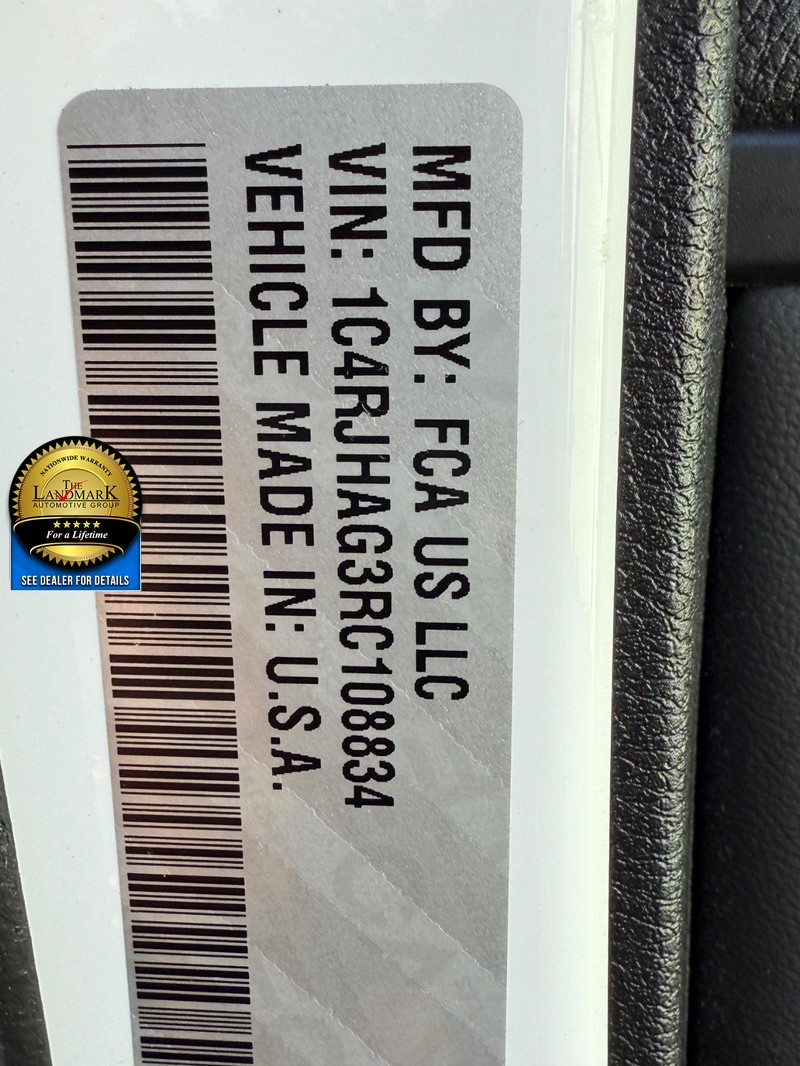 MFD BY: FCA US LLC
VIN: 1C4RJHAG3RC108834
VEHICLE MADE IN: U.S.A.
NATIONWIDE WARRANTY
THE
LANDMARK
AUTOMOTIVE GROUP
For a Lifetime
SEE DEALER FOR DETAILS